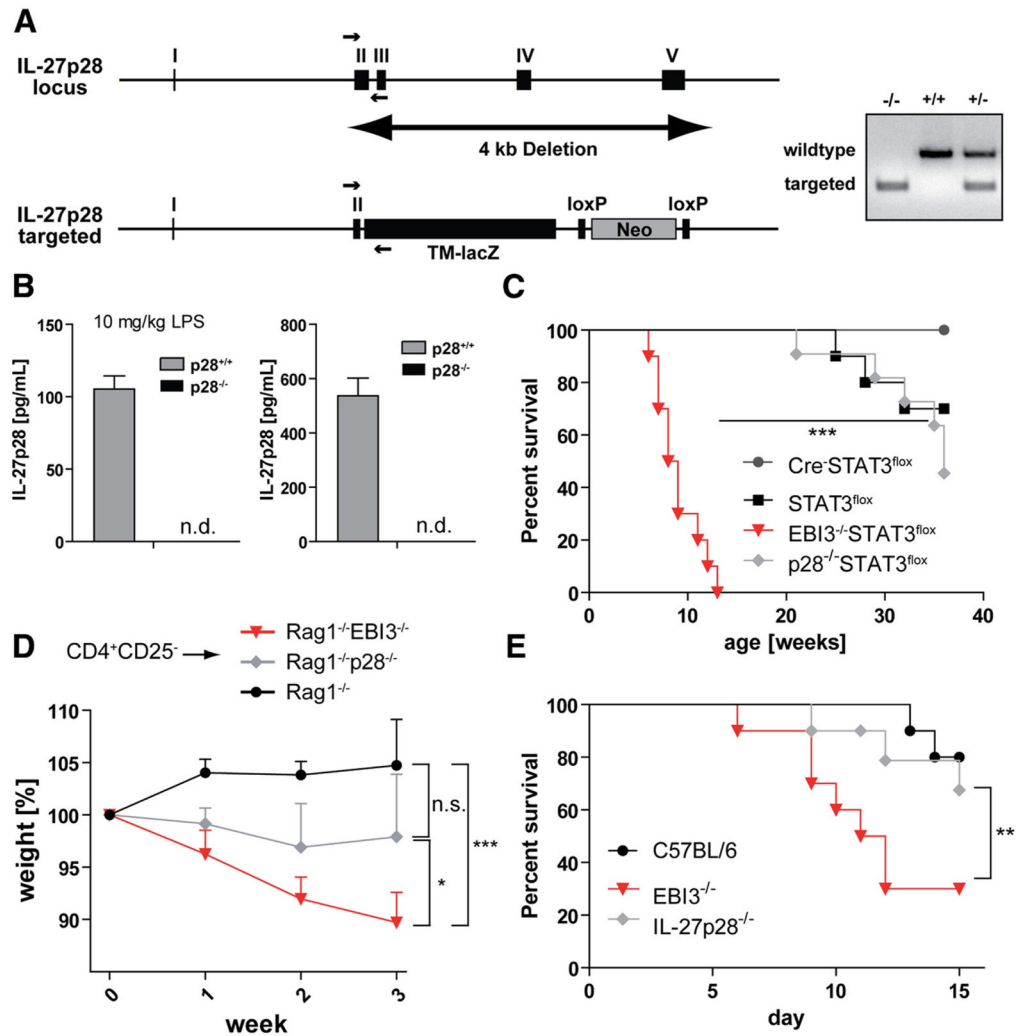 A
I II III IV V
IL-27p28
locus
4 kb Deletion
I II loxP loxP
IL-27p28
targeted
Neo
TM-lacZ
-/- +/+ +/-
wildtype
targeted
B
10 mg/kg LPS
IL-27p28 [pg/mL]
150
100
50
0
p28+/+
p28-/-
n.d.
IL-27p28 [pg/mL]
800
600
400
200
0
p28+/+
p28-/-
n.d.
C
Percent survival
100
80
60
40
20
0
***
Cre-STAT3flox
STAT3flox
EBI3-/-STAT3flox
p28-/-STAT3flox
0 10 20 30 40
age [weeks]
D
CD4+CD25-
Rag1-/-EBI3-/-
Rag1-/-p28-/-
Rag1-/-
weight [%]
110
105
100
95
90
n.s.
***
*
0 1 2 3
week
E
Percent survival
100
80
60
40
20
0
**
C57BL/6
EBI3-/-
IL-27p28-/-
0 5 10 15
day